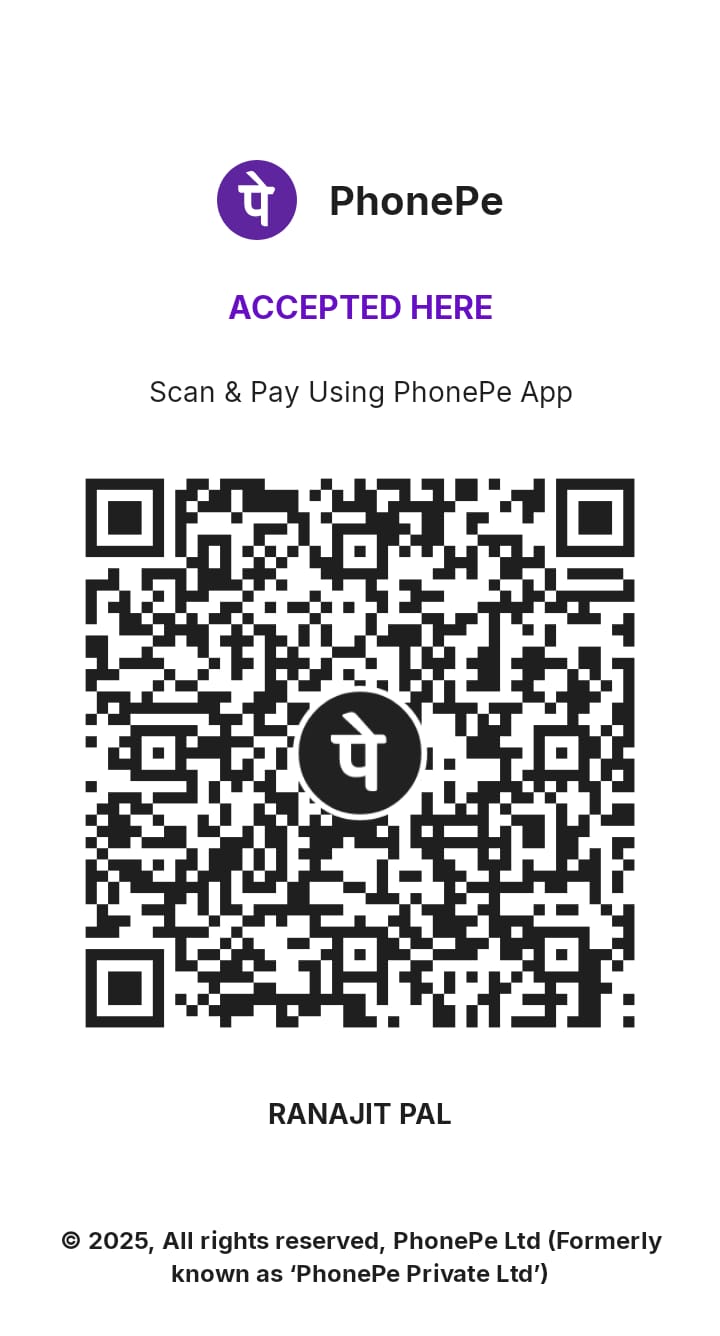 पे PhonePe
ACCEPTED HERE
Scan & Pay Using PhonePe App
पे
RANAJIT PAL
© 2025, All rights reserved, PhonePe Ltd (Formerly
known as ‘PhonePe Private Ltd’)